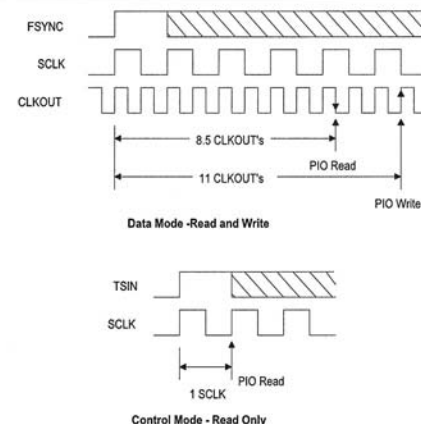 FSYNC
SCLK
CLKOUT
8.5 CLKOUT's
PIO Read
11 CLKOUT's
PIO Write
Data Mode -Read and Write
TSIN
SCLK
PIO Read
1 SCLK
Control Mode - Read Only